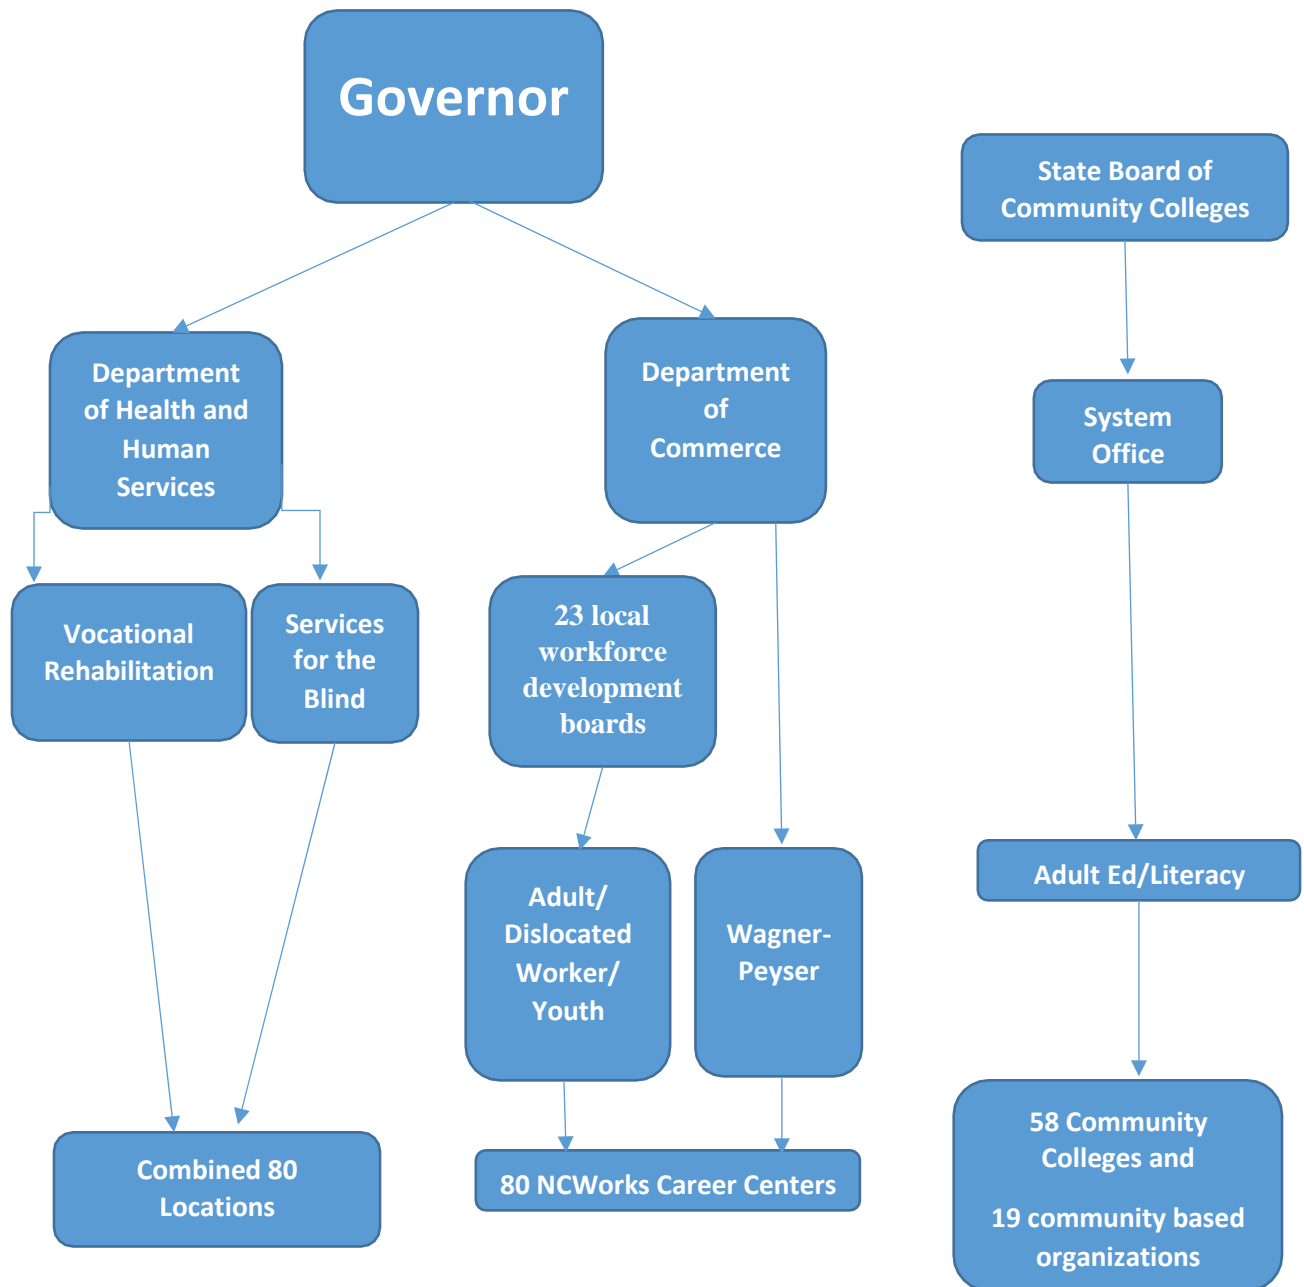 Governor
State Board of
Community Colleges
Department
of Health and
Human
Services
Department
of
Commerce
System
Office
Vocational
Rehabilitation
Services
for the
Blind
23 local
workforce
development
boards
Adult/
Dislocated
Worker/
Youth
Wagner-
Peyser
Adult Ed/Literacy
Combined 80
Locations
80 NCWorks Career Centers
58 Community
Colleges and
19 community based
organizations